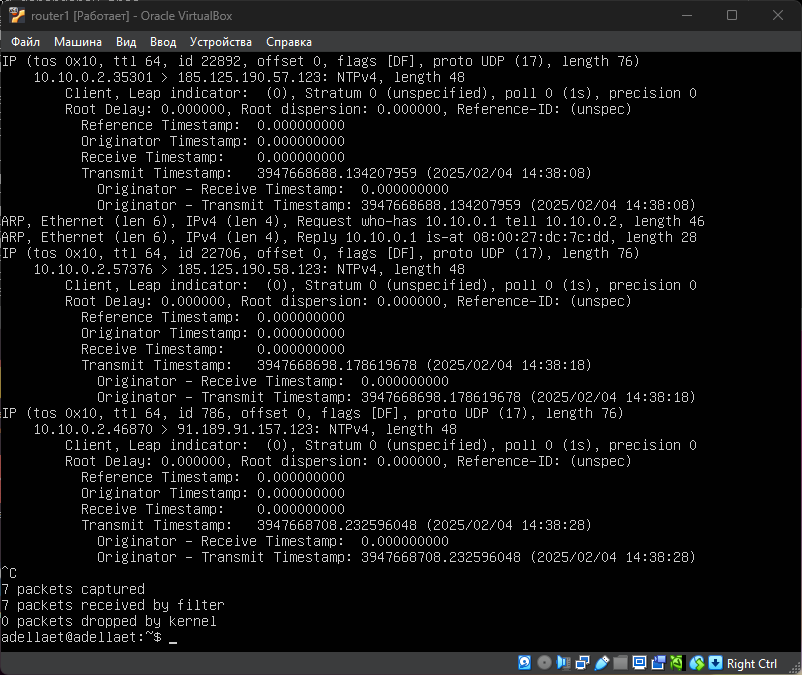 router1 [Работает] - Oracle VirtualBox
Файл Машина Вид Ввод Устройства Справка
IP (tos 0x10, ttl 64, id 22892, offset 0, flags [DF], proto UDP (17), length 76)
    10.10.0.2.35301 > 185.125.190.57.123: NTPv4, length 48
        Client, Leap indicator:  (0), Stratum 0 (unspecified), poll 0 (1s), precision 0
        Root Delay: 0.000000, Root dispersion: 0.000000, Reference-ID: (unspec)
          Reference Timestamp:  0.000000000
          Originator Timestamp: 0.000000000
          Receive Timestamp:    0.000000000
          Transmit Timestamp:   3947668688.134207959 (2025/02/04 14:38:08)
            Originator - Receive Timestamp:  0.000000000
            Originator - Transmit Timestamp: 3947668688.134207959 (2025/02/04 14:38:08)
ARP, Ethernet (len 6), IPv4 (len 4), Request who-has 10.10.0.1 tell 10.10.0.2, length 46
ARP, Ethernet (len 6), IPv4 (len 4), Reply 10.10.0.1 is-at 08:00:27:dc:7c:dd, length 28
IP (tos 0x10, ttl 64, id 22706, offset 0, flags [DF], proto UDP (17), length 76)
    10.10.0.2.57376 > 185.125.190.58.123: NTPv4, length 48
        Client, Leap indicator:  (0), Stratum 0 (unspecified), poll 0 (1s), precision 0
        Root Delay: 0.000000, Root dispersion: 0.000000, Reference-ID: (unspec)
          Reference Timestamp:  0.000000000
          Originator Timestamp: 0.000000000
          Receive Timestamp:    0.000000000
          Transmit Timestamp:   3947668698.178619678 (2025/02/04 14:38:18)
            Originator - Receive Timestamp:  0.000000000
            Originator - Transmit Timestamp: 3947668698.178619678 (2025/02/04 14:38:18)
IP (tos 0x10, ttl 64, id 786, offset 0, flags [DF], proto UDP (17), length 76)
    10.10.0.2.46870 > 91.189.91.157.123: NTPv4, length 48
        Client, Leap indicator:  (0), Stratum 0 (unspecified), poll 0 (1s), precision 0
        Root Delay: 0.000000, Root dispersion: 0.000000, Reference-ID: (unspec)
          Reference Timestamp:  0.000000000
          Originator Timestamp: 0.000000000
          Receive Timestamp:    0.000000000
          Transmit Timestamp:   3947668708.232596048 (2025/02/04 14:38:28)
            Originator - Receive Timestamp:  0.000000000
            Originator - Transmit Timestamp: 3947668708.232596048 (2025/02/04 14:38:28)
^C
7 packets captured
7 packets received by filter
0 packets dropped by kernel
adellaet@adellaet:~$ _
Right Ctrl